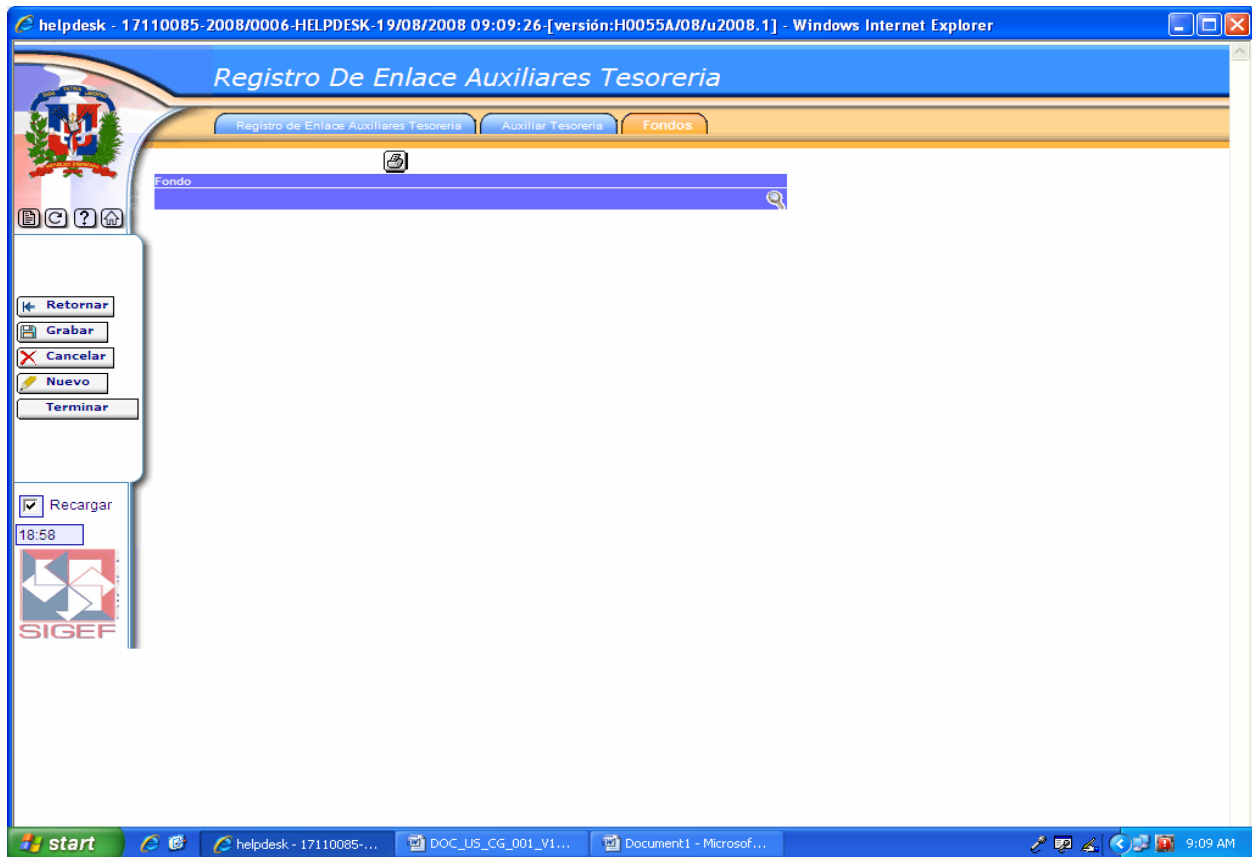 helpdesk - 17110085-2008/0006-HELPDESK-19/08/2008 09:09:26-[versión:H0055A/08/u2008.1] - Windows Internet Explorer
Registro De Enlace Auxiliares Tesoreria
Registro de Enlace Auxiliares Tesoreria
Auxiliar Tesoreria
Fondos
Fondo
Retornar
Grabar
Cancelar
Nuevo
Terminar
Recargar
18:58
SIGEF
start
helpdesk - 17110085-...
DOC_US_CG_001_V1...
Document1 - Microsof...
9:09 AM